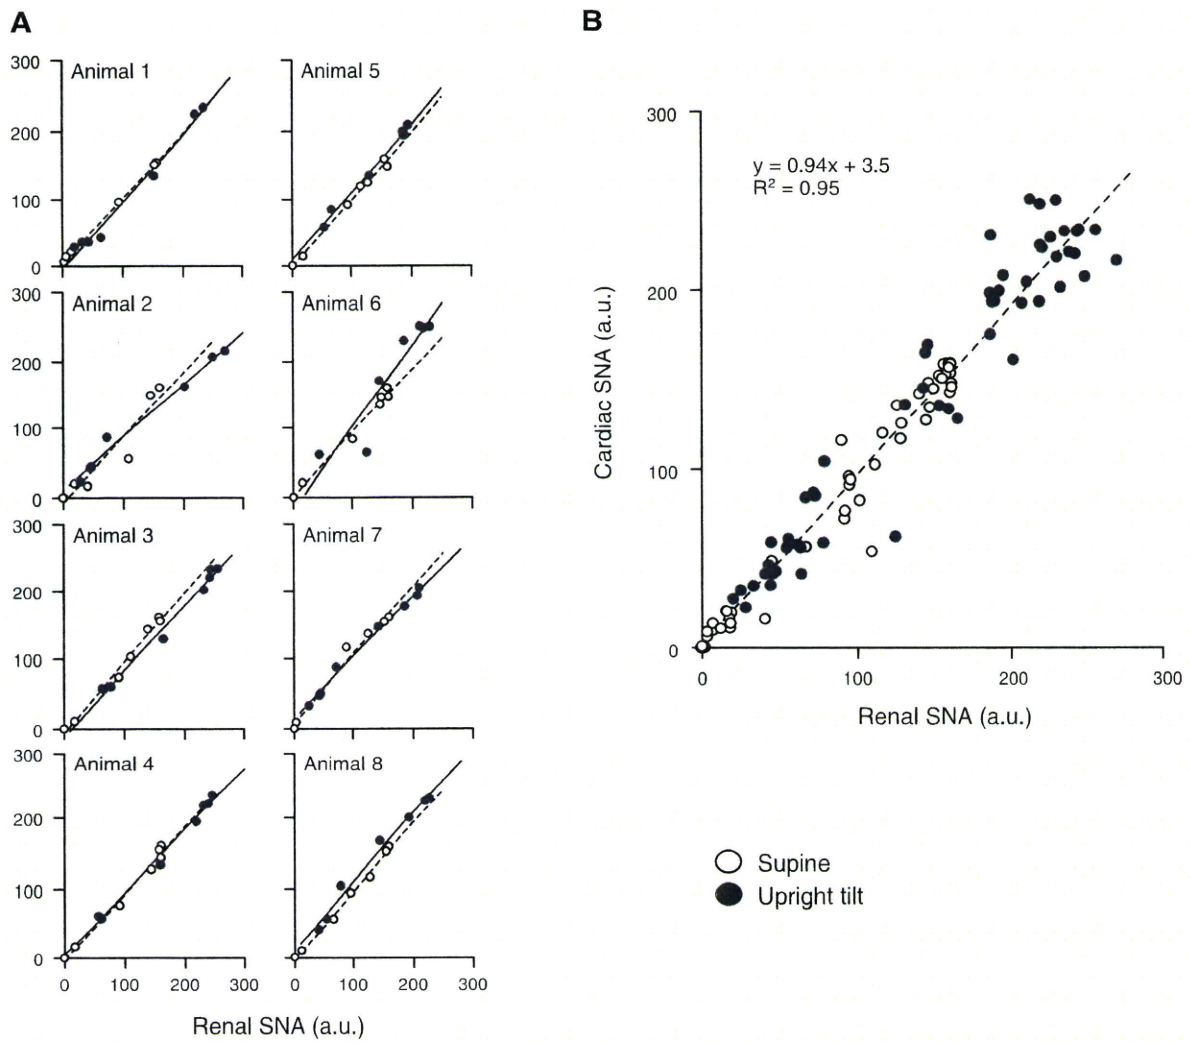 A
B
Animal 1
300
200
100
0
Animal 5
Animal 2
300
200
100
0
Animal 6
Animal 3
300
200
100
0
Animal 7
Animal 4
300
200
100
0
0 100 200 300
Animal 8
0 100 200 300
Renal SNA (a.u.)
Cardiac SNA (a.u.)
300
200
100
0
y = 0.94x + 3.5
R² = 0.95
0 100 200 300
Renal SNA (a.u.)
Supine
Upright tilt